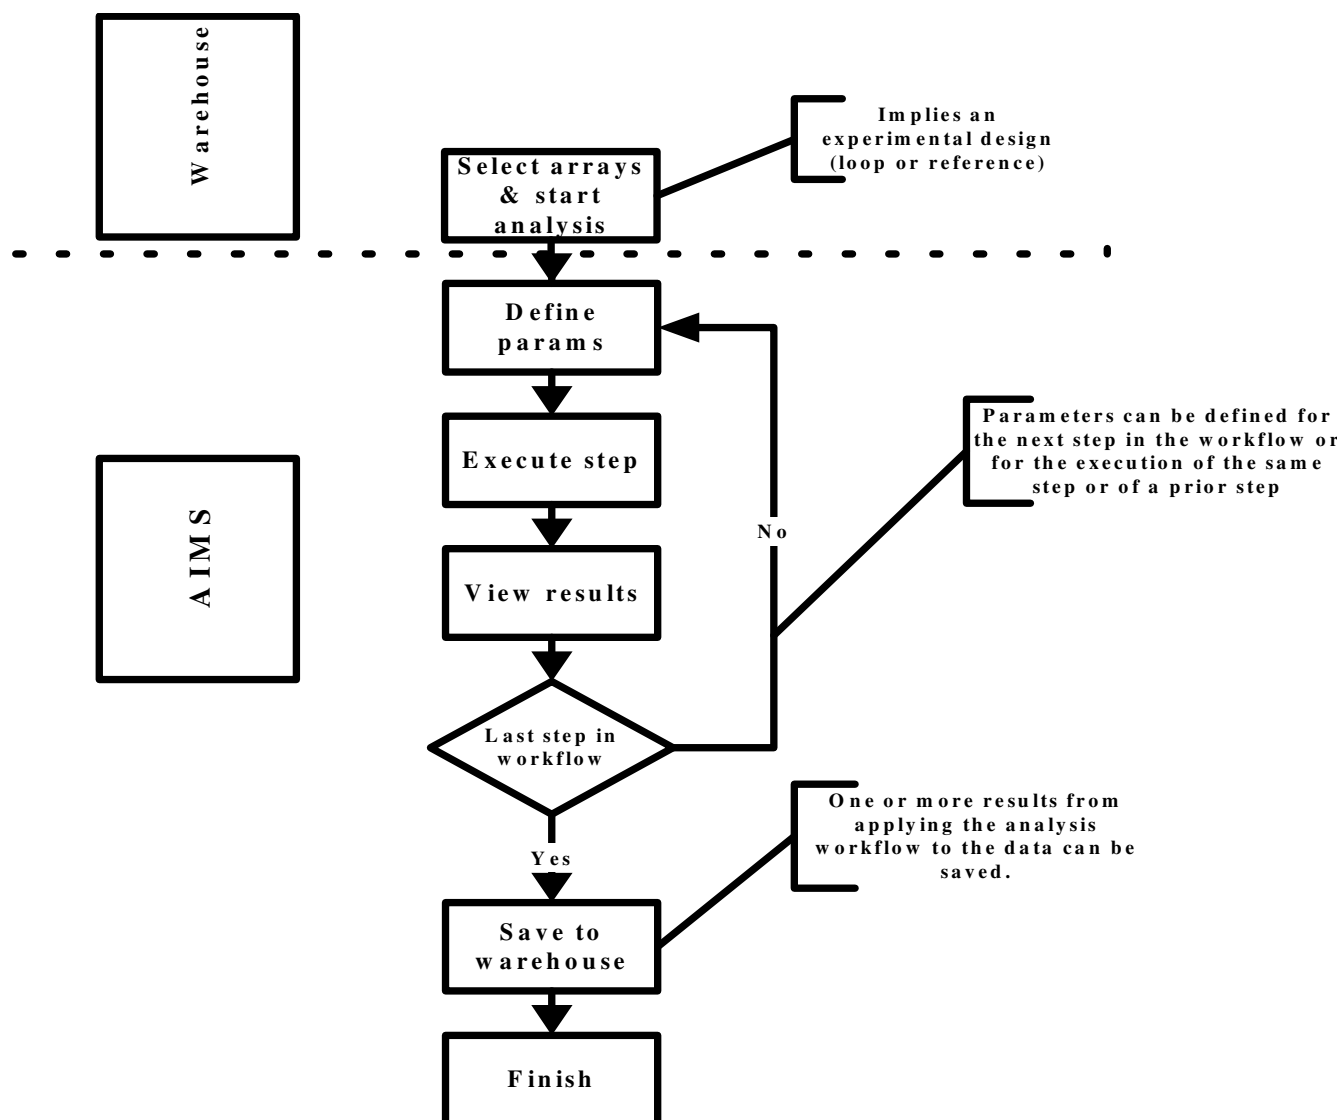 Warehouse
Implies an
experimental design
(loop or reference)
Select arrays
& start
analysis
Define
params
Parameters can be defined for
the next step in the workflow or
for the execution of the same
step or of a prior step
Execute step
AIMS
No
View results
Last step in
workflow
One or more results from
applying the analysis
workflow to the data can be
saved.
Yes
Save to
warehouse
Finish